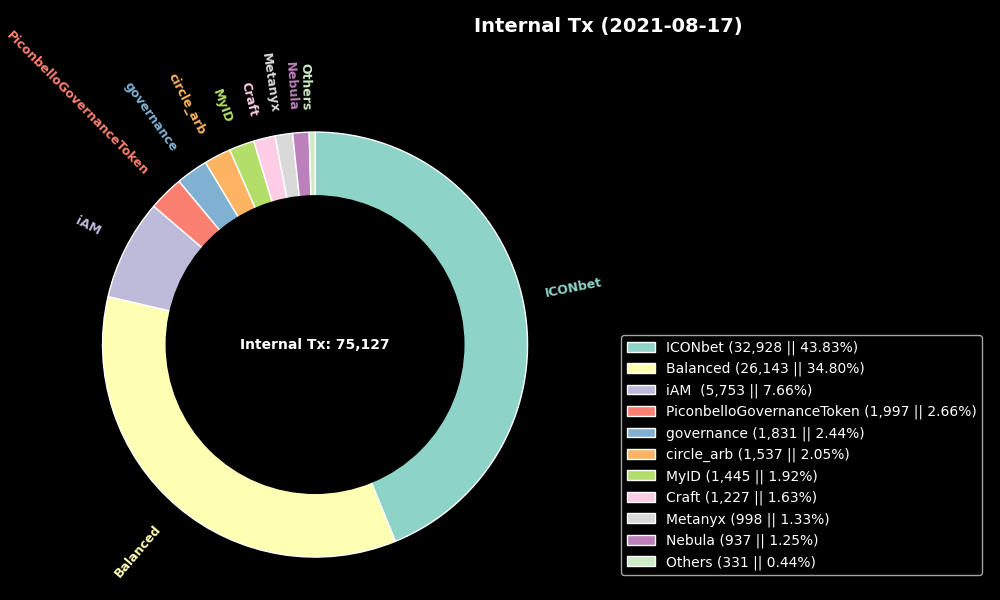 Internal Tx (2021-08-17)
PiconbelloGovernanceToken
governance
circle_arb
MyID
Craft
Metanyx
Nebula
Others
iAM
ICONbet
Balanced
Internal Tx: 75,127
ICONbet (32,928 || 43.83%)
Balanced (26,143 || 34.80%)
iAM  (5,753 || 7.66%)
PiconbelloGovernanceToken (1,997 || 2.66%)
governance (1,831 || 2.44%)
circle_arb (1,537 || 2.05%)
MyID (1,445 || 1.92%)
Craft (1,227 || 1.63%)
Metanyx (998 || 1.33%)
Nebula (937 || 1.25%)
Others (331 || 0.44%)